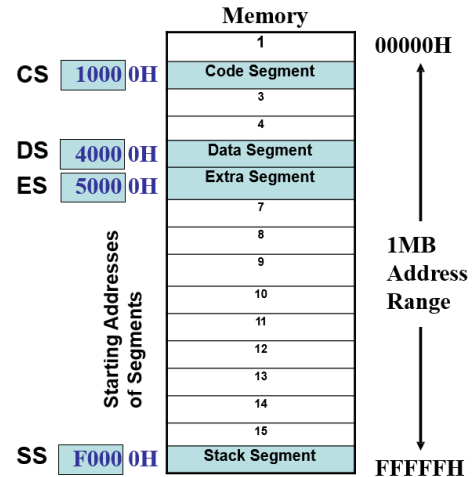 Memory
1
00000H
CS 1000 0H Code Segment
3
4
DS 4000 0H Data Segment
ES 5000 0H Extra Segment
7
8
9
10
11
12
13
14
15
SS F000 0H Stack Segment
FFFFFH
Starting Addresses
of Segments
1MB
Address
Range